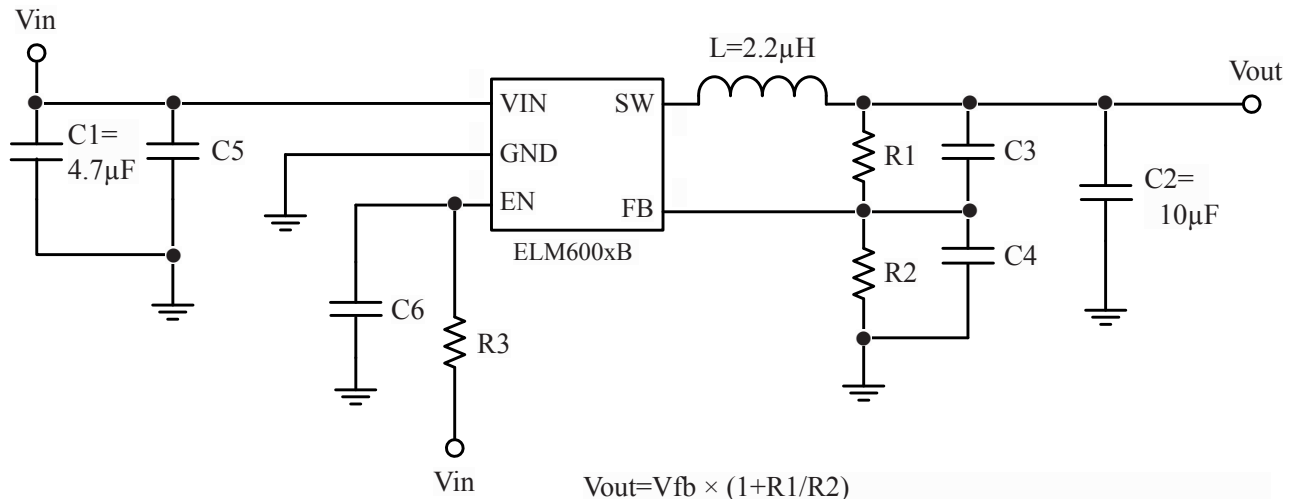 Vin
L=2.2µH
Vout
C1=
4.7µF
C5
VIN
SW
GND
EN
FB
ELM600xB
R1
C3
C2=
10µF
R2
C4
C6
R3
Vin
Vout=Vfb × (1+R1/R2)